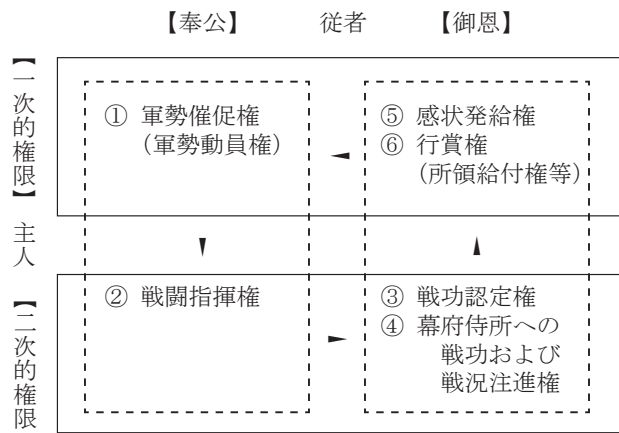 【奉公】 従者 【御恩】
【一次的権限】
主人
【二次的権限】
① 軍勢催促権
（軍勢動員権）
⑤ 感状発給権
⑥ 行賞権
（所領給付権等）
② 戦闘指揮権
③ 戦功認定権
④ 幕府侍所への
戦功および
戦況注進権